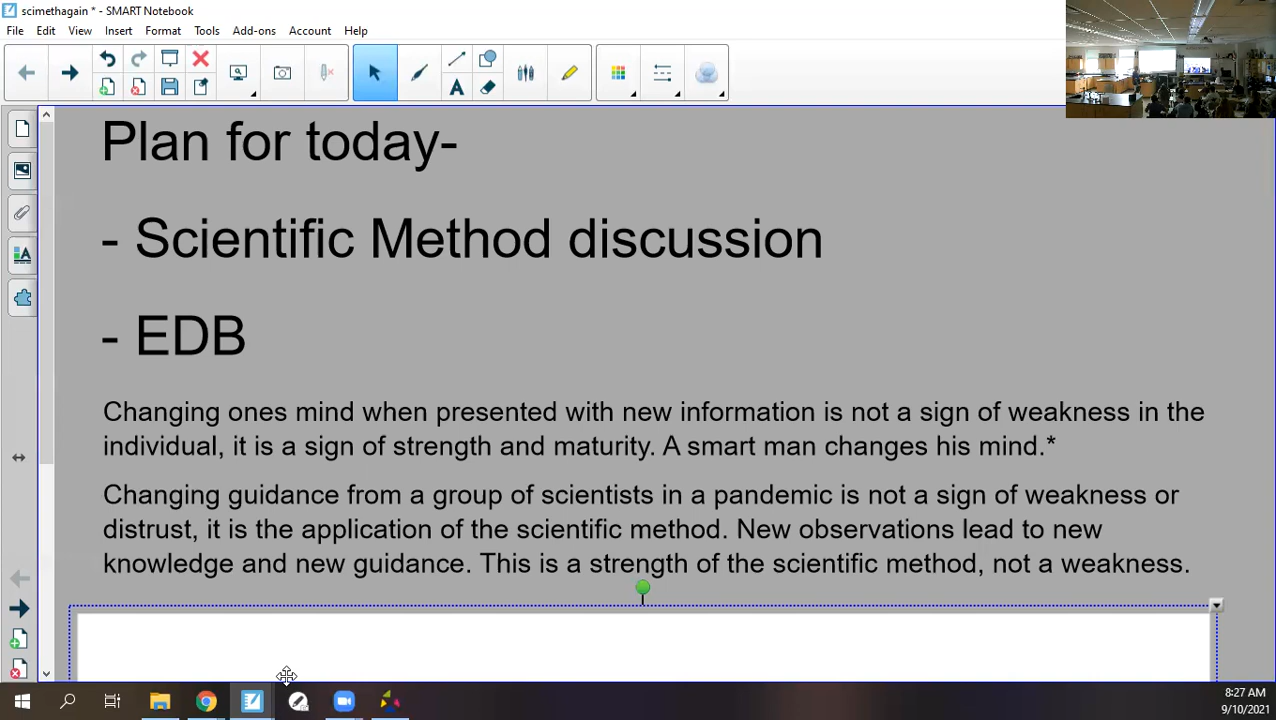 scimethagain * - SMART Notebook
File Edit View Insert Format Tools Add-ons Account Help
Plan for today-
- Scientific Method discussion
- EDB
Changing ones mind when presented with new information is not a sign of weakness in the
individual, it is a sign of strength and maturity. A smart man changes his mind.*
Changing guidance from a group of scientists in a pandemic is not a sign of weakness or
distrust, it is the application of the scientific method. New observations lead to new
knowledge and new guidance. This is a strength of the scientific method, not a weakness.
8:27 AM
9/10/2021